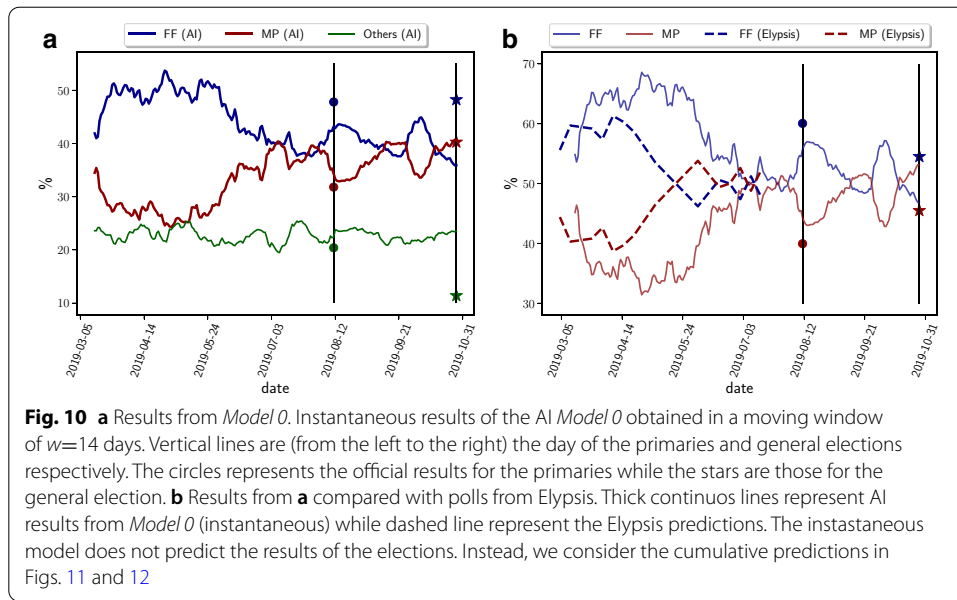 a
FF (AI) MP (AI) Others (AI)
50
40
30
20
10
%
2019-03-05 2019-04-14 2019-05-24 2019-07-03 2019-08-12 2019-09-21 2019-10-31
date
b
FF MP FF (Elypsis) MP (Elypsis)
70
60
50
40
30
%
2019-03-05 2019-04-14 2019-05-24 2019-07-03 2019-08-12 2019-09-21 2019-10-31
date
Fig. 10 a Results from Model 0. Instantaneous results of the AI Model 0 obtained in a moving window
of w=14 days. Vertical lines are (from the left to the right) the day of the primaries and general elections
respectively. The circles represents the official results for the primaries while the stars are those for the
general election. b Results from a compared with polls from Elypsis. Thick continuos lines represent AI
results from Model 0 (instantaneous) while dashed line represent the Elypsis predictions. The instastaneous
model does not predict the results of the elections. Instead, we consider the cumulative predictions in
Figs. 11 and 12